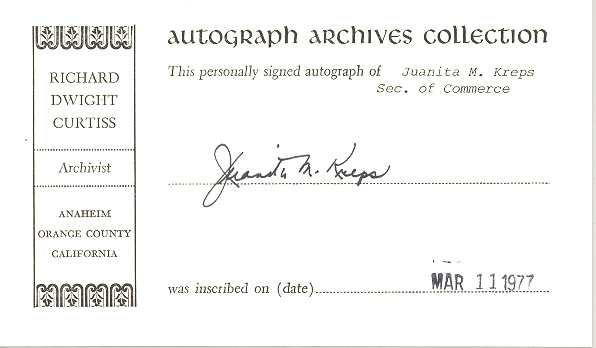 RICHARD
DWIGHT
CURTISS
Archivist
ANAHEIM
ORANGE COUNTY
CALIFORNIA
AUTOGRAPH ARCHIVES COLLECTION
This personally signed autograph of Juanita M. Kreps
Sec. of Commerce
Juanita M. Kreps
was inscribed on (date) MAR 11 1977